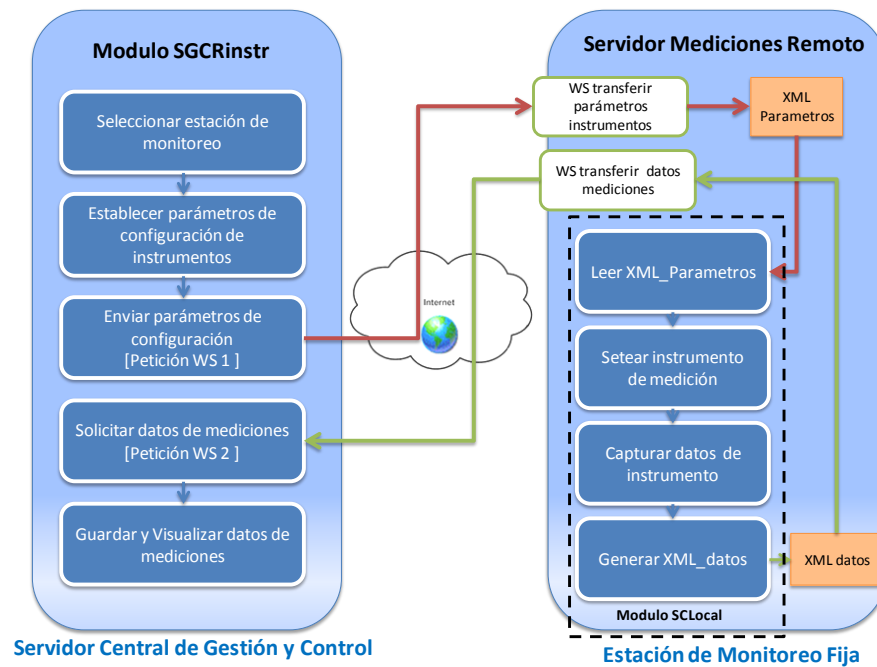 Modulo SGCRinstr
Seleccionar estación de
monitoreo
Establecer parámetros de
configuración de
instrumentos
Enviar parámetros de
configuración
[Petición WS 1 ]
Solicitar datos de mediciones
[Petición WS 2 ]
Guardar y Visualizar datos de
mediciones
Servidor Central de Gestión y Control
Internet
Servidor Mediciones Remoto
WS transferir
parámetros
instrumentos
XML
Parametros
WS transferir datos
mediciones
Leer XML_Parametros
Setear instrumento
de medición
Capturar datos de
instrumento
Generar XML_datos
XML datos
Modulo SCLocal
Estación de Monitoreo Fija